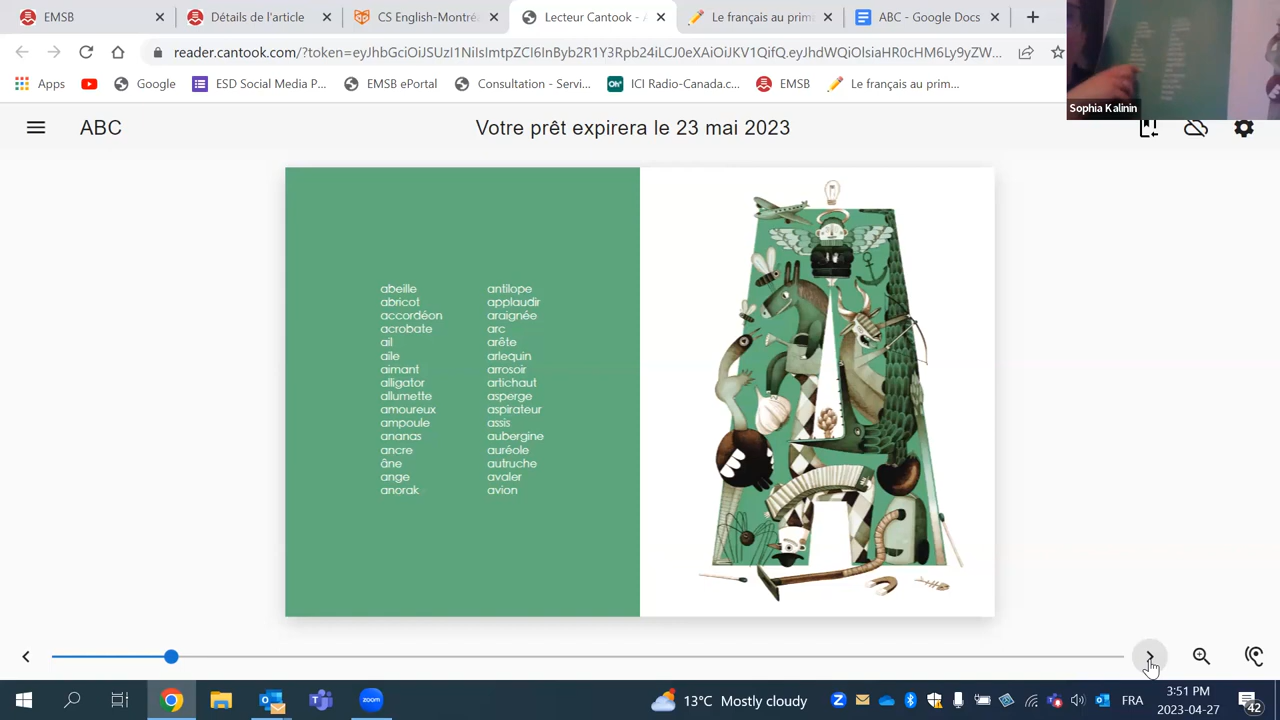 EMSB
Détails de l'article
CS English-Montré
Lecteur Cantook - A
Le français au prima
ABC - Google Docs
reader.cantook.com/?token=eyJhbGciOiJSUzI1NiIsImtpZCI6InByb2R1Y3Rpb24iLCJ0eXAiOiJKV1QifQ.eyJhdWQiOlsiaHR0cHM6Ly9yZW...
Apps
Google
ESD Social Media P...
EMSB ePortal
Consultation - Servi...
ICI Radio-Canada.c...
EMSB
Le français au prim...
Sophia Kalinin
ABC
Votre prêt expirera le 23 mai 2023
abeille
abricot
accordéon
acrobate
ail
aile
aimant
alligator
allumette
amoureux
ampoule
ananas
ancre
âne
ange
anorak
antilope
applaudir
araignée
arc
arête
arlequin
arrosoir
artichaut
asperge
aspirateur
assis
aubergine
auréole
autruche
avaler
avion
zoom
13°C Mostly cloudy
FRA
3:51 PM
2023-04-27
42